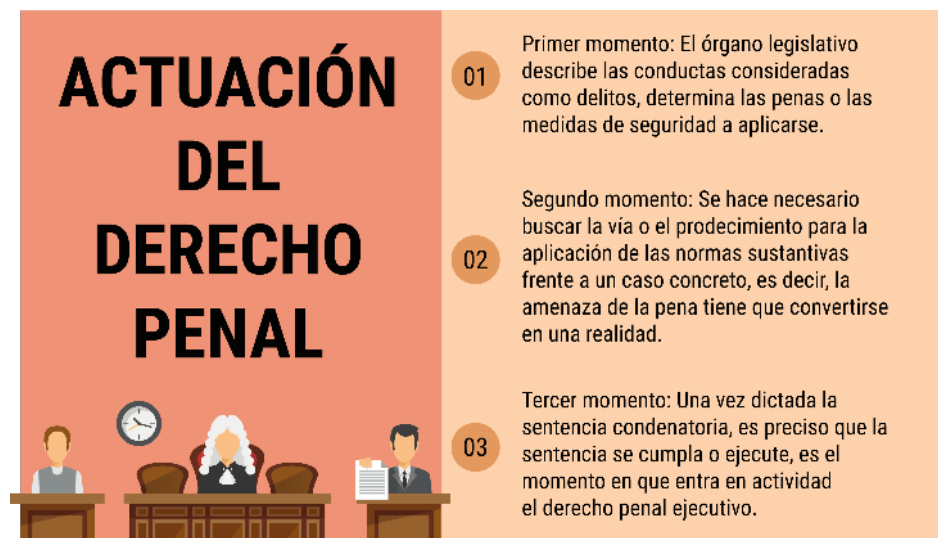 ACTUACIÓN
DEL
DERECHO
PENAL
01
Primer momento: El órgano legislativo
describe las conductas consideradas
como delitos, determina las penas o las
medidas de seguridad a aplicarse.
02
Segundo momento: Se hace necesario
buscar la vía o el prodecimiento para la
aplicación de las normas sustantivas
frente a un caso concreto, es decir, la
amenaza de la pena tiene que convertirse
en una realidad.
03
Tercer momento: Una vez dictada la
sentencia condenatoria, es preciso que la
sentencia se cumpla o ejecute, es el
momento en que entra en actividad
el derecho penal ejecutivo.